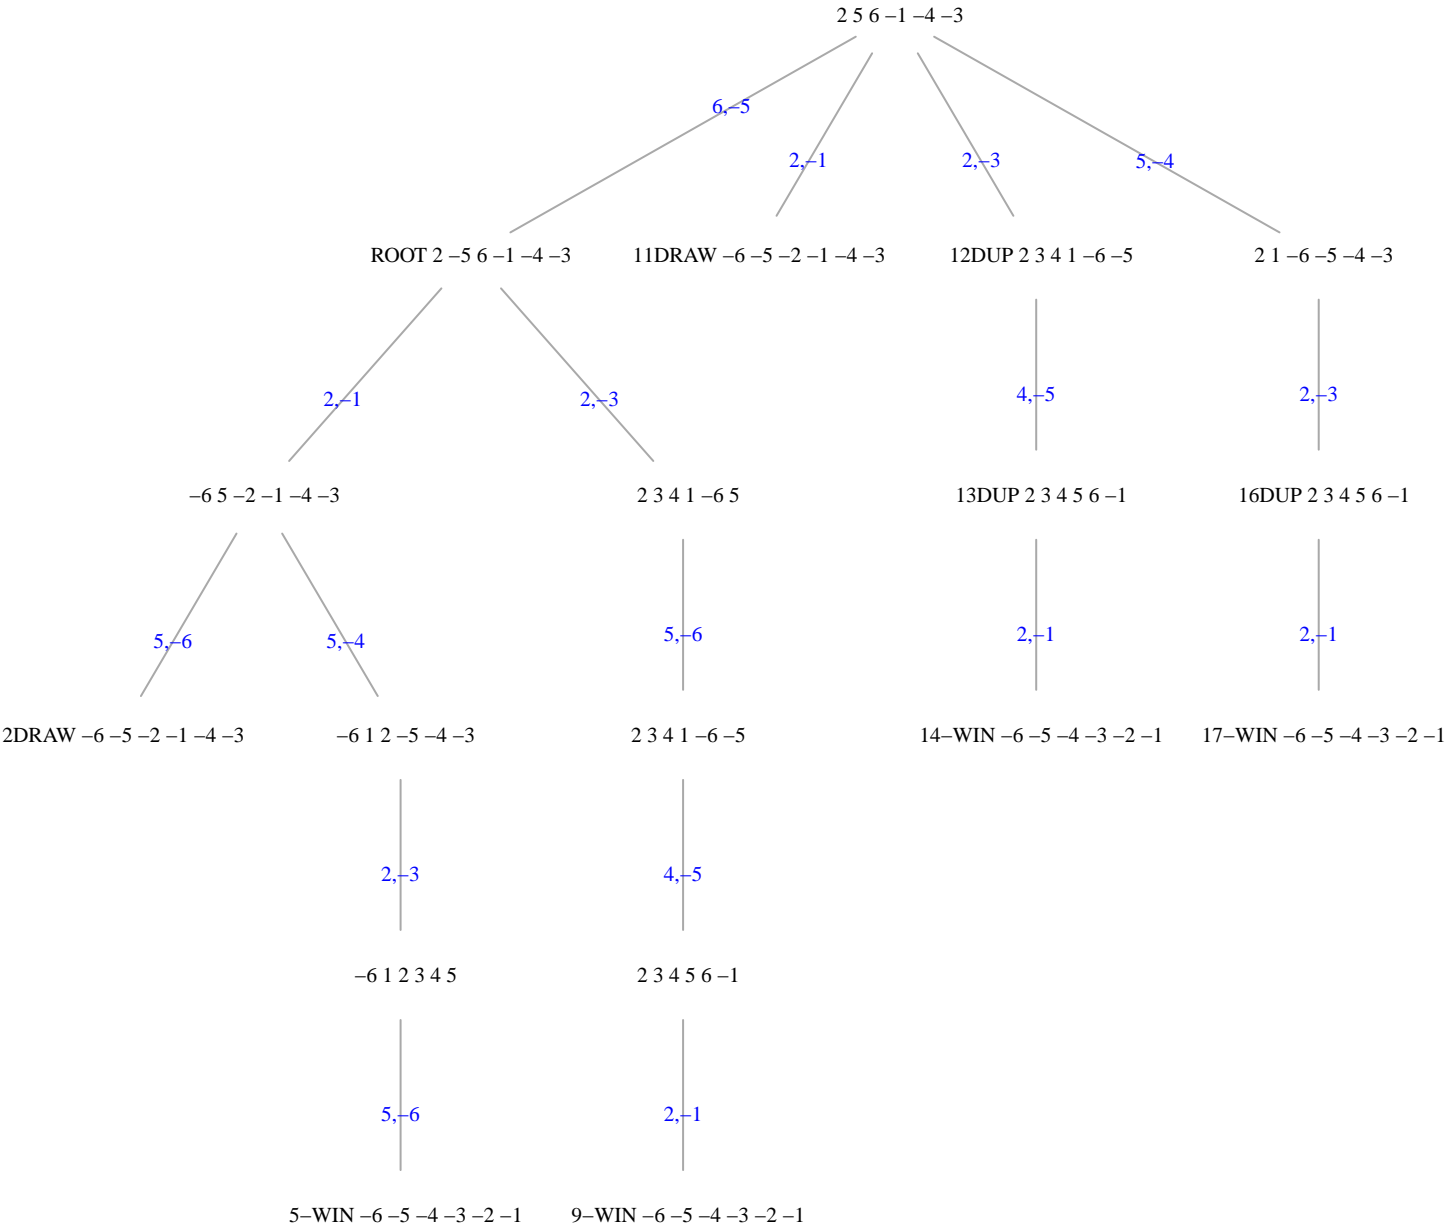 2 5 6 –1 –4 –3
6,–5
2,–1
2,–3
5,–4
ROOT 2 –5 6 –1 –4 –3
11DRAW –6 –5 –2 –1 –4 –3
12DUP 2 3 4 1 –6 –5
2 1 –6 –5 –4 –3
2,–1
2,–3
4,–5
2,–3
–6 5 –2 –1 –4 –3
2 3 4 1 –6 5
13DUP 2 3 4 5 6 –1
16DUP 2 3 4 5 6 –1
5,–6
5,–4
5,–6
2,–1
2,–1
2DRAW –6 –5 –2 –1 –4 –3
–6 1 2 –5 –4 –3
2 3 4 1 –6 –5
14–WIN –6 –5 –4 –3 –2 –1
17–WIN –6 –5 –4 –3 –2 –1
2,–3
4,–5
–6 1 2 3 4 5
2 3 4 5 6 –1
5,–6
2,–1
5–WIN –6 –5 –4 –3 –2 –1
9–WIN –6 –5 –4 –3 –2 –1